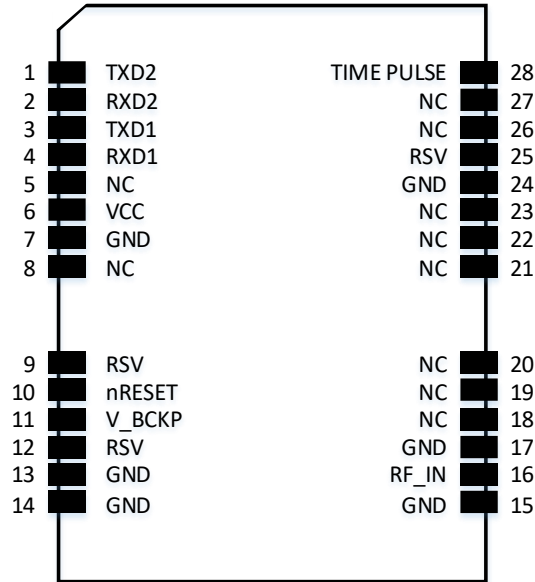 1 TXD2 TIME PULSE 28
2 RXD2 NC 27
3 TXD1 NC 26
4 RXD1 RSV 25
5 NC GND 24
6 VCC NC 23
7 GND NC 22
8 NC NC 21
9 RSV NC 20
10 nRESET NC 19
11 V_BCKP NC 18
12 RSV GND 17
13 GND RF_IN 16
14 GND GND 15